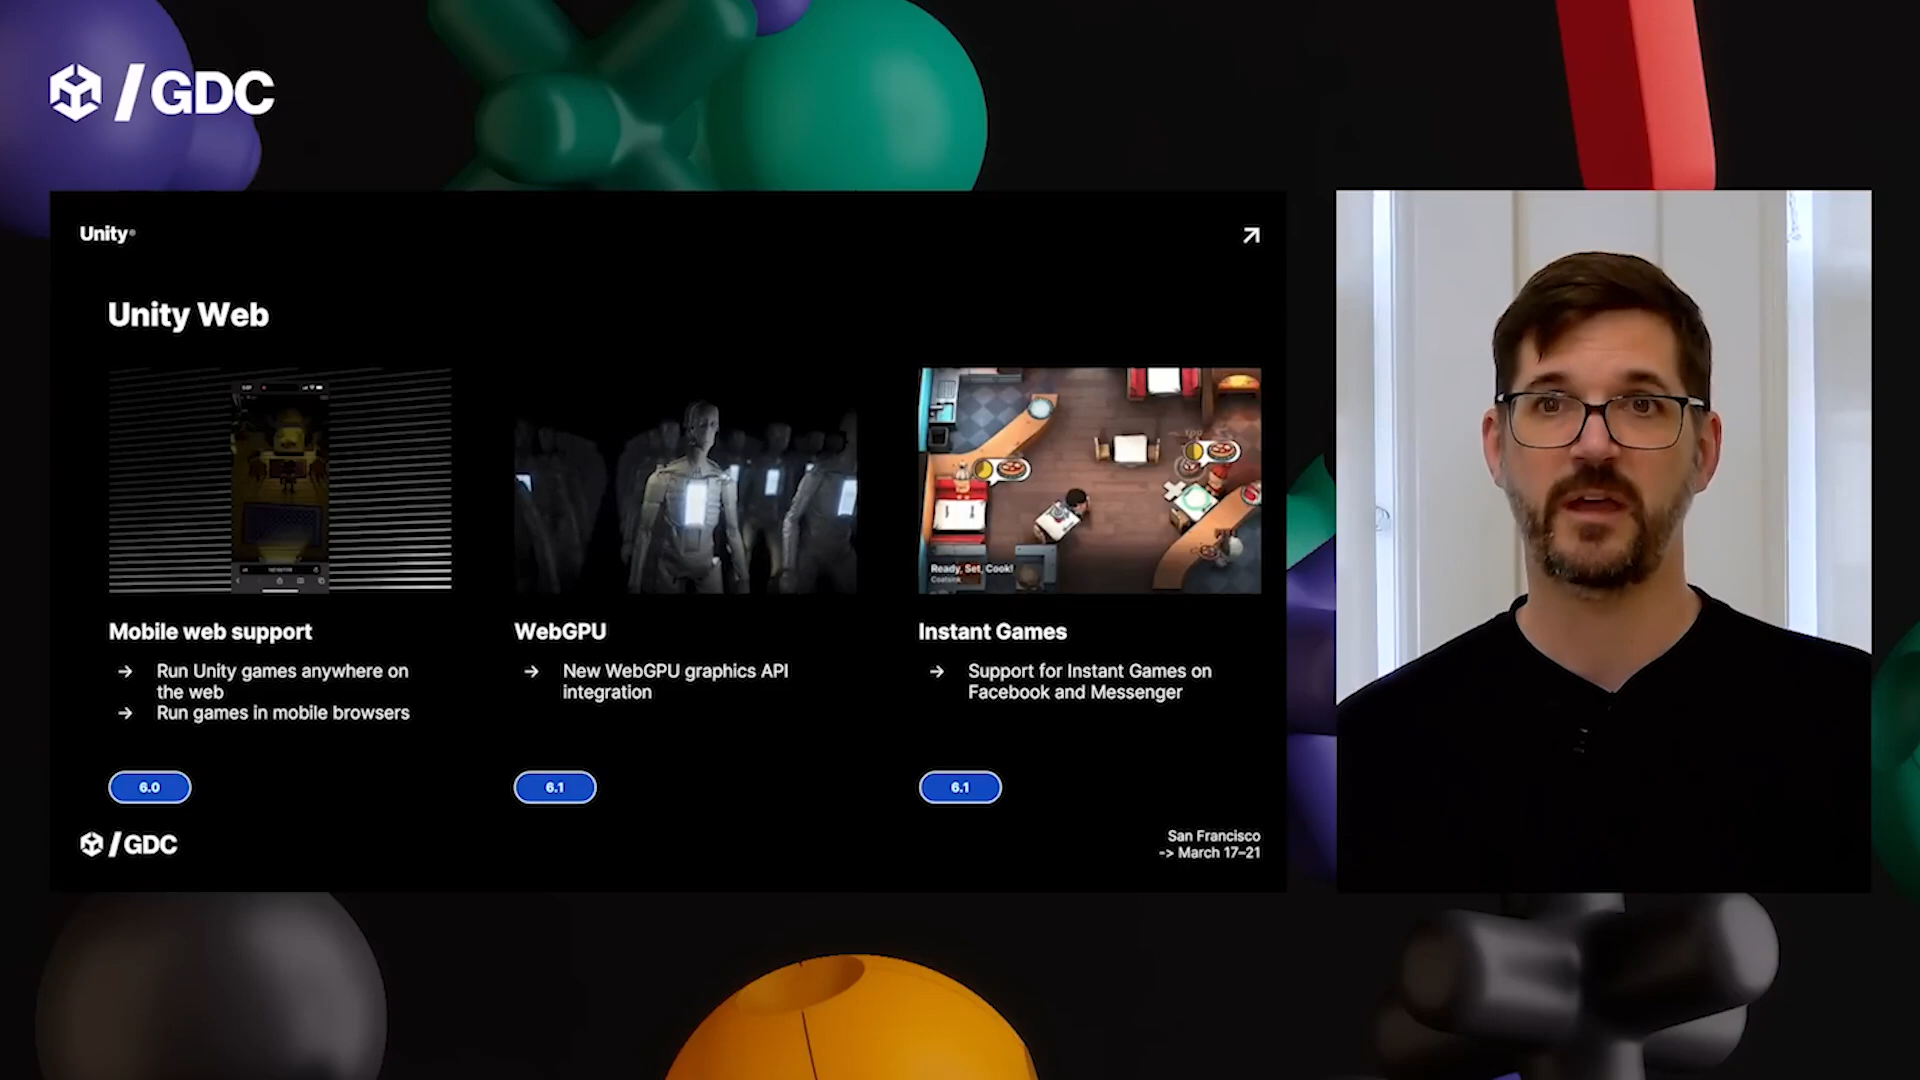 / GDC
Unity®
Unity Web
Ready, Set, Cook!
Coatsink
Mobile web support
→ Run Unity games anywhere on
the web
→ Run games in mobile browsers
6.0
WebGPU
→ New WebGPU graphics API
integration
6.1
Instant Games
→ Support for Instant Games on
Facebook and Messenger
6.1
/ GDC
San Francisco
-> March 17–21